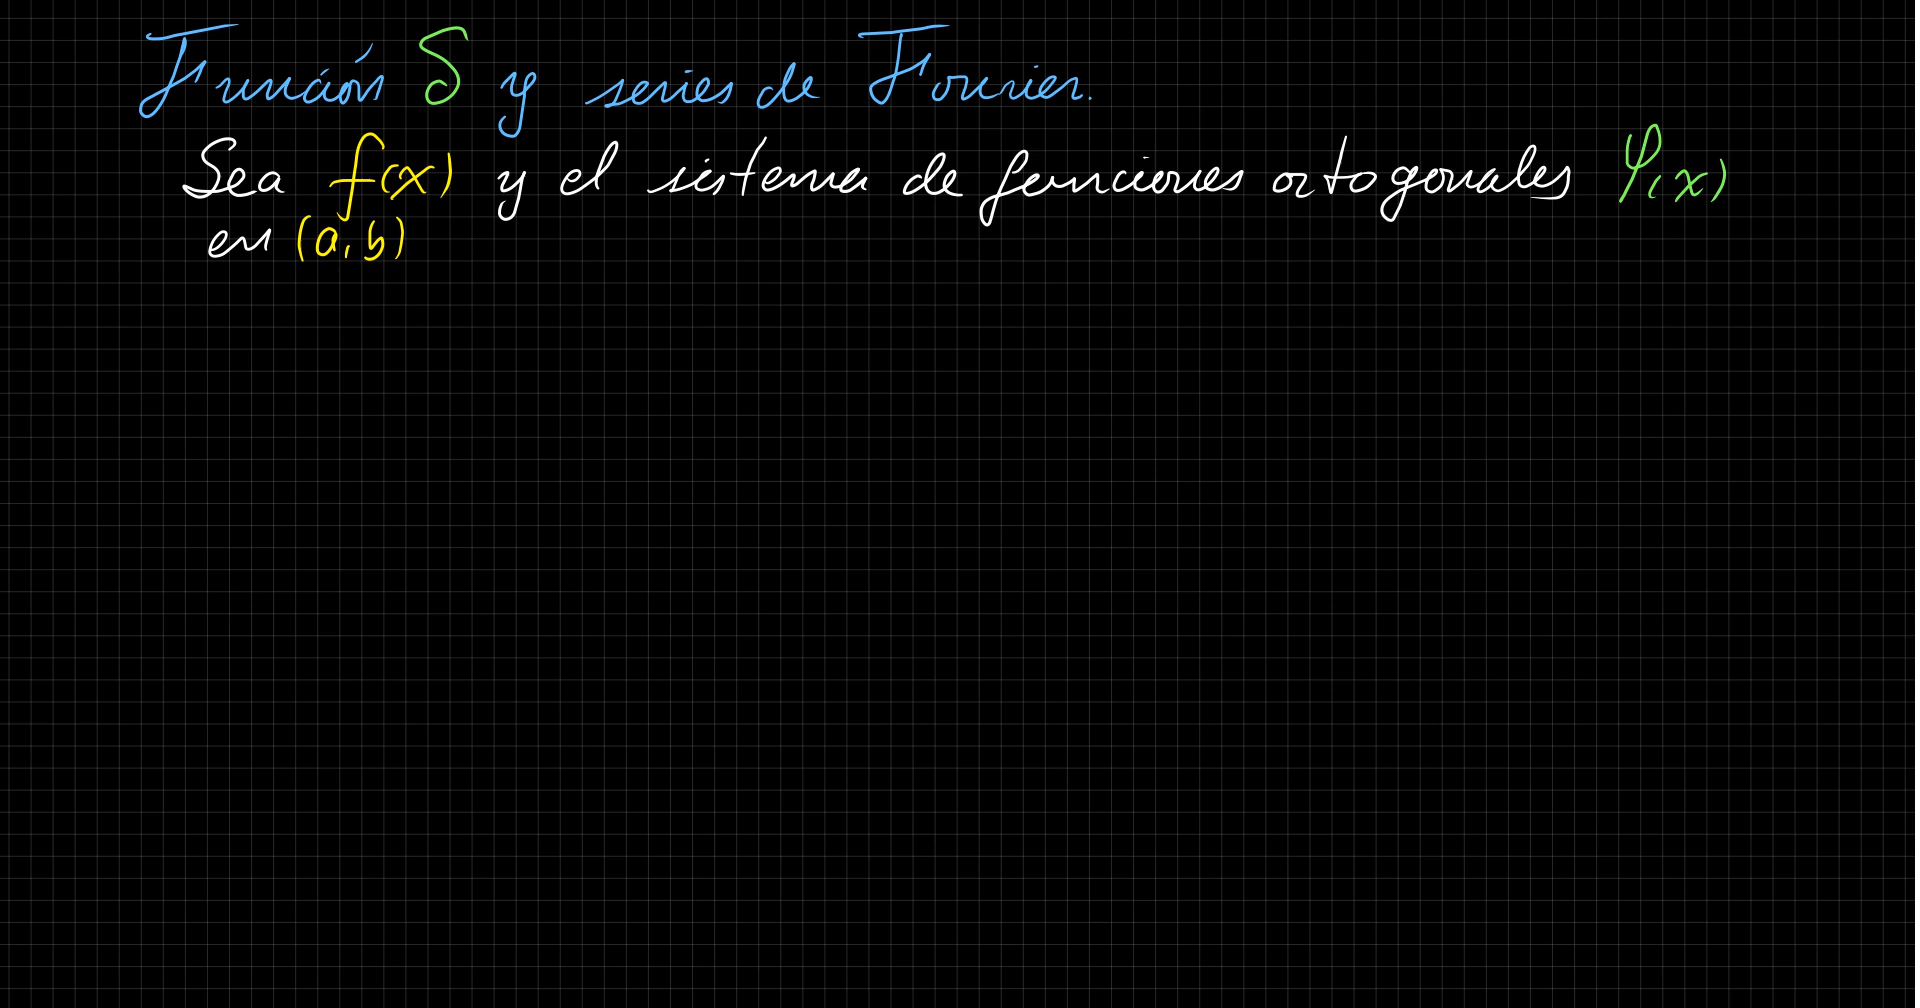 Función δ y series de Fourier.
Sea f(x) y el sistema de funciones ortogonales φ(x)
en (a,b)